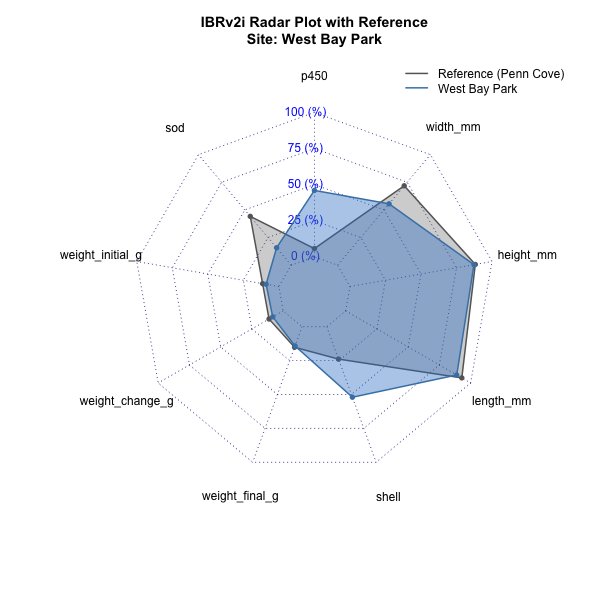 IBRv2i Radar Plot with Reference
Site: West Bay Park
Reference (Penn Cove)
West Bay Park
p450
width_mm
height_mm
length_mm
shell
weight_final_g
weight_change_g
weight_initial_g
sod
100 (%)
75 (%)
50 (%)
25 (%)
0 (%)